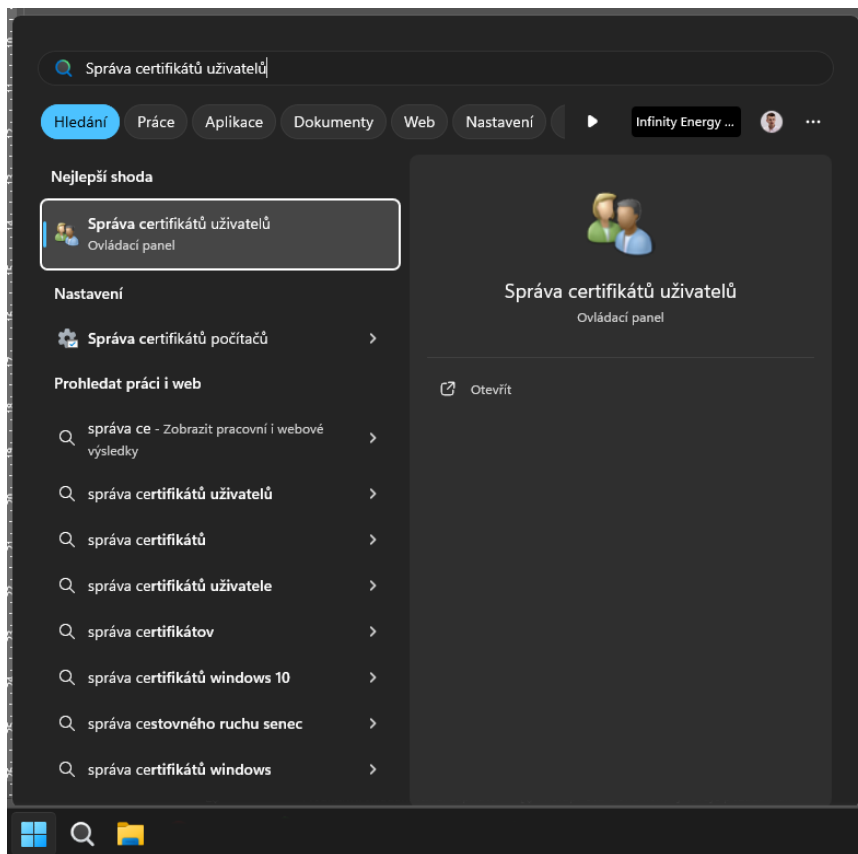 Správa certifikátů uživatelů
Hledání Práce Aplikace Dokumenty Web Nastavení Infinity Energy ... ...
Nejlepší shoda
Správa certifikátů uživatelů
Ovládací panel
Nastavení
Správa certifikátů počítačů
Prohledat práci i web
správa ce - Zobrazit pracovní i webové
výsledky
správa certifikátů uživatelů
správa certifikátů
správa certifikátů uživatele
správa certifikátov
správa certifikátů windows 10
správa cestovného ruchu senec
správa certifikátů windows
Správa certifikátů uživatelů
Ovládací panel
Otevřít